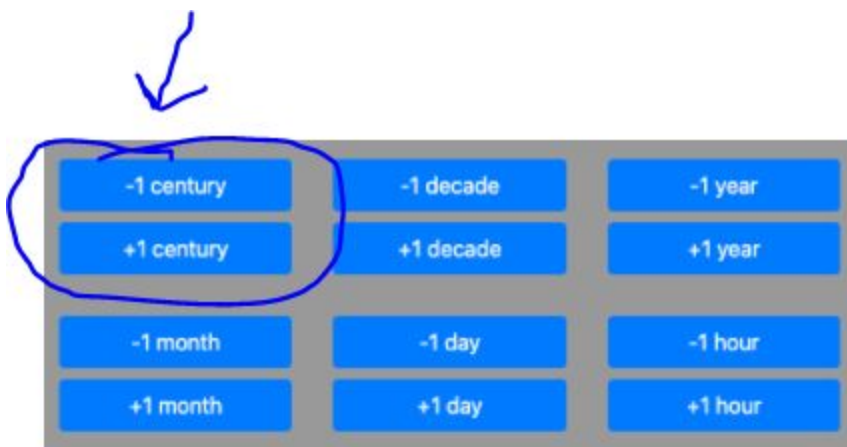 -1 century -1 decade -1 year
+1 century +1 decade +1 year
-1 month -1 day -1 hour
+1 month +1 day +1 hour